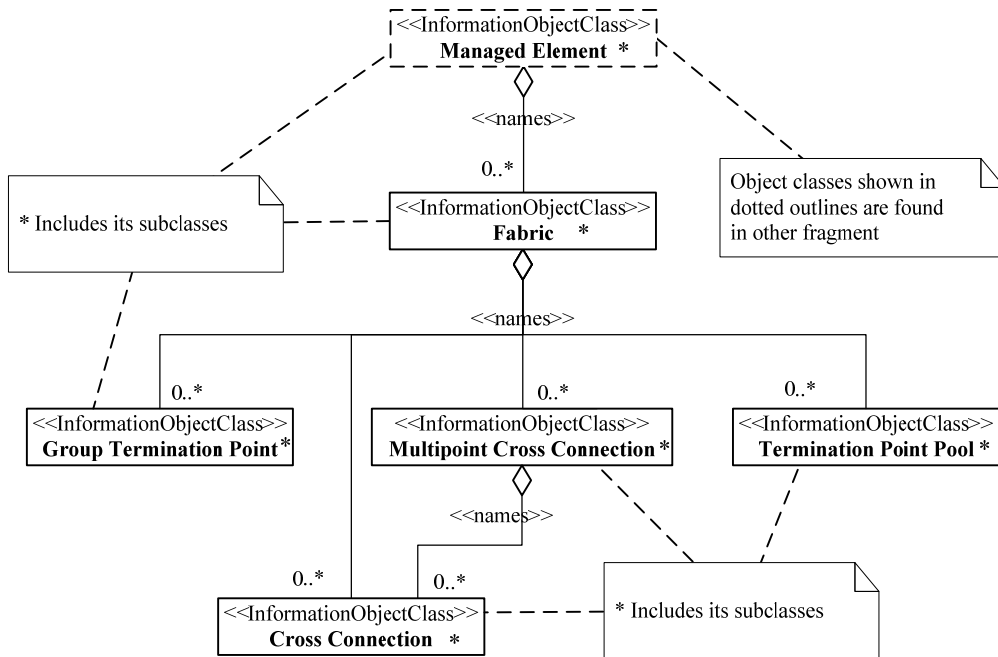 <<InformationObjectClass>>
Managed Element *
<<names>>
0..*
* Includes its subclasses
Object classes shown in
dotted outlines are found
in other fragment
<<InformationObjectClass>>
Fabric *
<<names>>
0..*
0..*
0..*
<<InformationObjectClass>>
Group Termination Point *
<<InformationObjectClass>>
Multipoint Cross Connection *
<<InformationObjectClass>>
Termination Point Pool *
<<names>>
0..*
0..*
<<InformationObjectClass>>
Cross Connection *
* Includes its subclasses